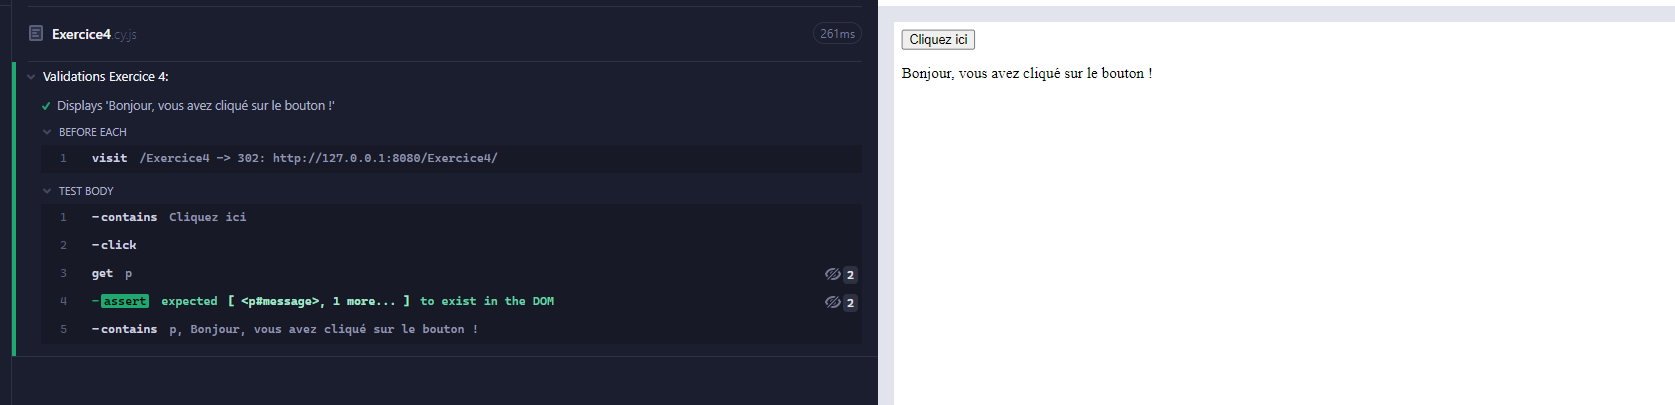 Exercice4.cy.js 261ms
Validations Exercice 4:
Displays 'Bonjour, vous avez cliqué sur le bouton !'
BEFORE EACH
1 visit /Exercice4 -> 302: http://127.0.0.1:8080/Exercice4/
TEST BODY
1 -contains Cliquez ici
2 -click
3 get p 2
4 -assert expected [ <p#message>, 1 more... ] to exist in the DOM 2
5 -contains p, Bonjour, vous avez cliqué sur le bouton !
Cliquez ici
Bonjour, vous avez cliqué sur le bouton !